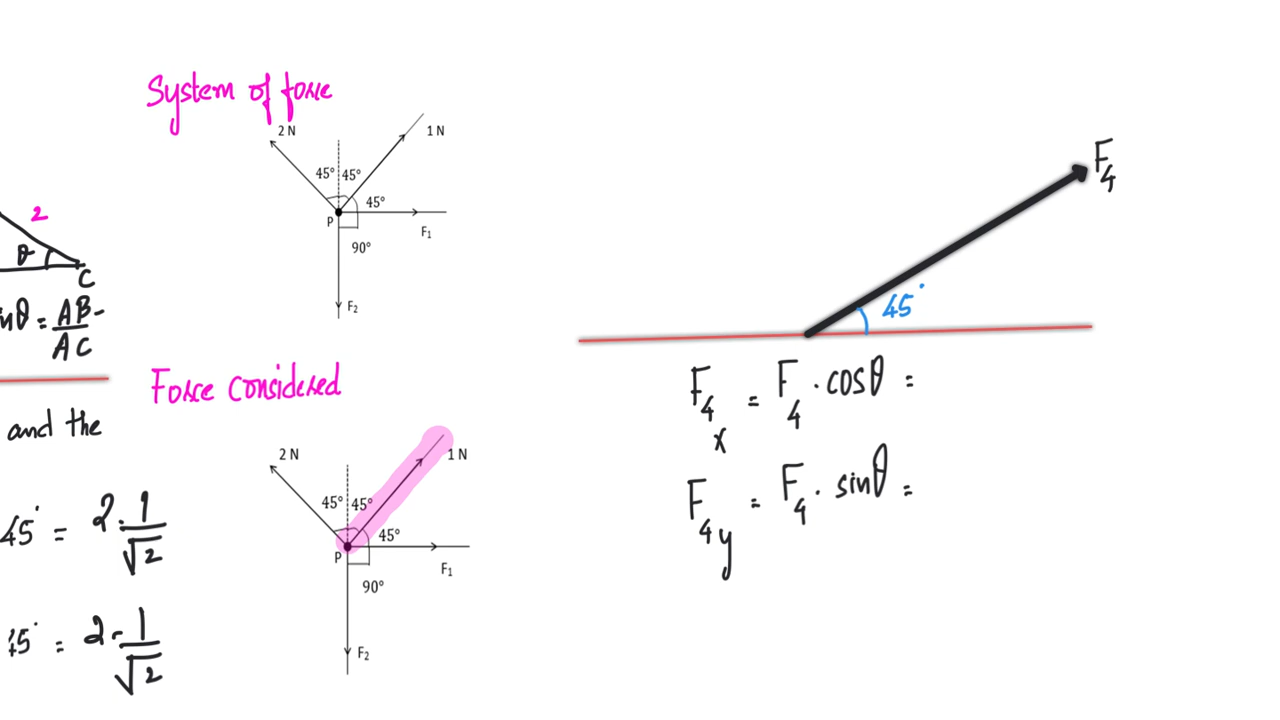 System of force
2 N
1 N
45° 45°
45°
P
F₁
90°
F₂
2
θ
C
nθ = AB
AC
Force considered
and the
2 N
1 N
45° 45°
45°
P
F₁
90°
F₂
45° = 2·1/√2
45° = 2·1/√2
F₄
45°
F₄ₓ = F₄ · cosθ =
F₄y = F₄ · sinθ =